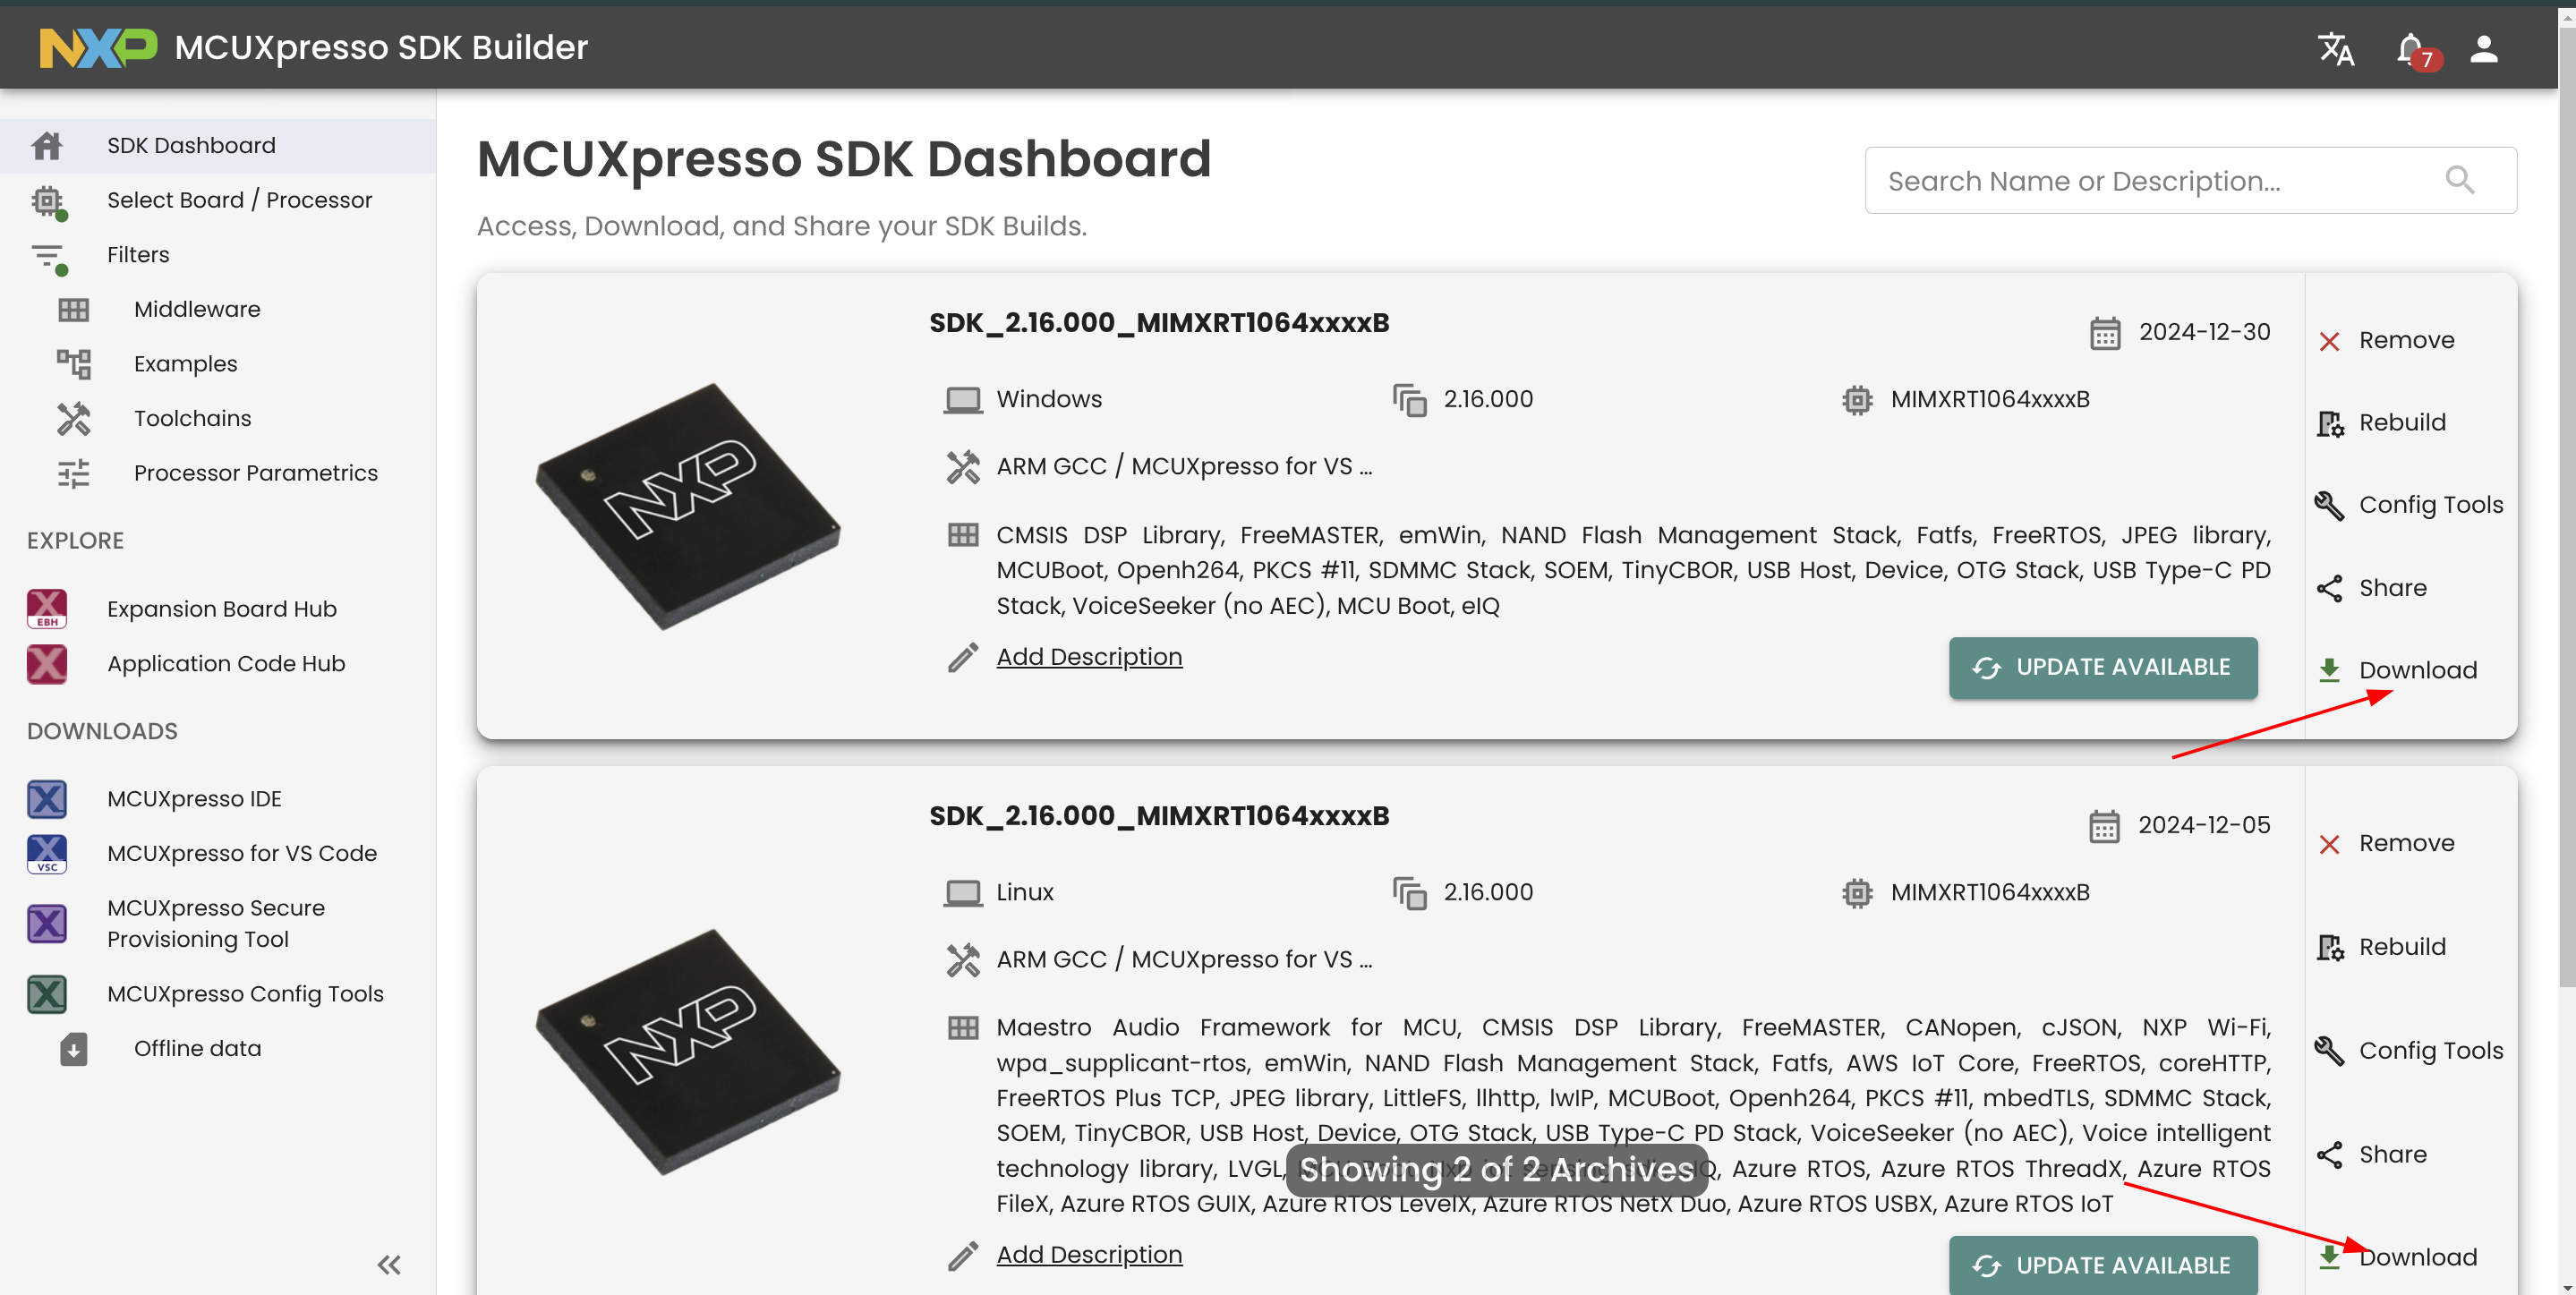 NXP MCUXpresso SDK Builder
7
SDK Dashboard
Select Board / Processor
Filters
Middleware
Examples
Toolchains
Processor Parametrics
EXPLORE
EBH
Expansion Board Hub
Application Code Hub
DOWNLOADS
MCUXpresso IDE
VSC
MCUXpresso for VS Code
MCUXpresso Secure
Provisioning Tool
MCUXpresso Config Tools
Offline data
MCUXpresso SDK Dashboard
Access, Download, and Share your SDK Builds.
Search Name or Description...
NXP
SDK_2.16.000_MIMXRT1064xxxxB
2024-12-30
Windows
2.16.000
MIMXRT1064xxxxB
ARM GCC / MCUXpresso for VS ...
CMSIS DSP Library, FreeMASTER, emWin, NAND Flash Management Stack, Fatfs, FreeRTOS, JPEG library,
MCUBoot, Openh264, PKCS #11, SDMMC Stack, SOEM, TinyCBOR, USB Host, Device, OTG Stack, USB Type-C PD
Stack, VoiceSeeker (no AEC), MCU Boot, eIQ
Add Description
UPDATE AVAILABLE
Remove
Rebuild
Config Tools
Share
Download
NXP
SDK_2.16.000_MIMXRT1064xxxxB
2024-12-05
Linux
2.16.000
MIMXRT1064xxxxB
ARM GCC / MCUXpresso for VS ...
Maestro Audio Framework for MCU, CMSIS DSP Library, FreeMASTER, CANopen, cJSON, NXP Wi-Fi,
wpa_supplicant-rtos, emWin, NAND Flash Management Stack, Fatfs, AWS IoT Core, FreeRTOS, coreHTTP,
FreeRTOS Plus TCP, JPEG library, LittleFS, llhttp, lwIP, MCUBoot, Openh264, PKCS #11, mbedTLS, SDMMC Stack,
SOEM, TinyCBOR, USB Host, Device, OTG Stack, USB Type-C PD Stack, VoiceSeeker (no AEC), Voice intelligent
technology library, LVGL, Azure RTOS, Azure RTOS ThreadX, Azure RTOS
Showing 2 of 2 Archives
FileX, Azure RTOS GUIX, Azure RTOS LevelX, Azure RTOS NetX Duo, Azure RTOS USBX, Azure RTOS IoT
Add Description
UPDATE AVAILABLE
Remove
Rebuild
Config Tools
Share
Download